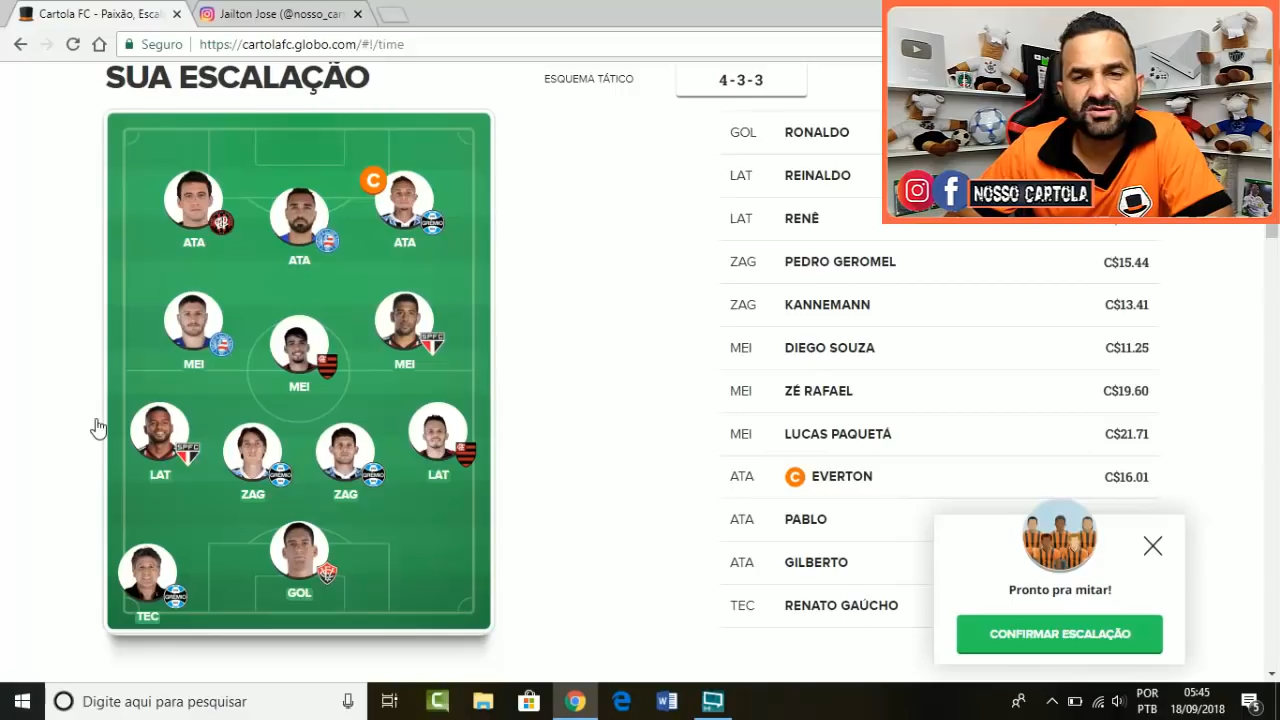 Cartola FC - Paixão, Escal
Jailton Jose (@nosso_car
Seguro
https://cartolafc.globo.com/#!/time
SUA ESCALAÇÃO
ESQUEMA TÁTICO
4-3-3
C
ATA
ATA
ATA
MEI
MEI
MEI
LAT
LAT
ZAG
ZAG
GOL
TEC
GOL RONALDO
LAT REINALDO
LAT RENÊ
ZAG PEDRO GEROMEL C$15.44
ZAG KANNEMANN C$13.41
MEI DIEGO SOUZA C$11.25
MEI ZÉ RAFAEL C$19.60
MEI LUCAS PAQUETÁ C$21.71
ATA C EVERTON C$16.01
ATA PABLO
ATA GILBERTO
TEC RENATO GAÚCHO
NOSSO CARTOLA
Pronto pra mitar!
CONFIRMAR ESCALAÇÃO
Digite aqui para pesquisar
POR
PTB
05:45
18/09/2018
5